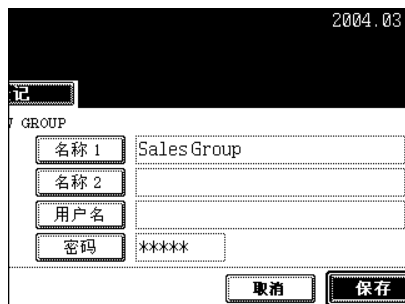 2004.03
记
GROUP
名称 1 Sales Group
名称 2
用户名
密码 *****
取消 保存